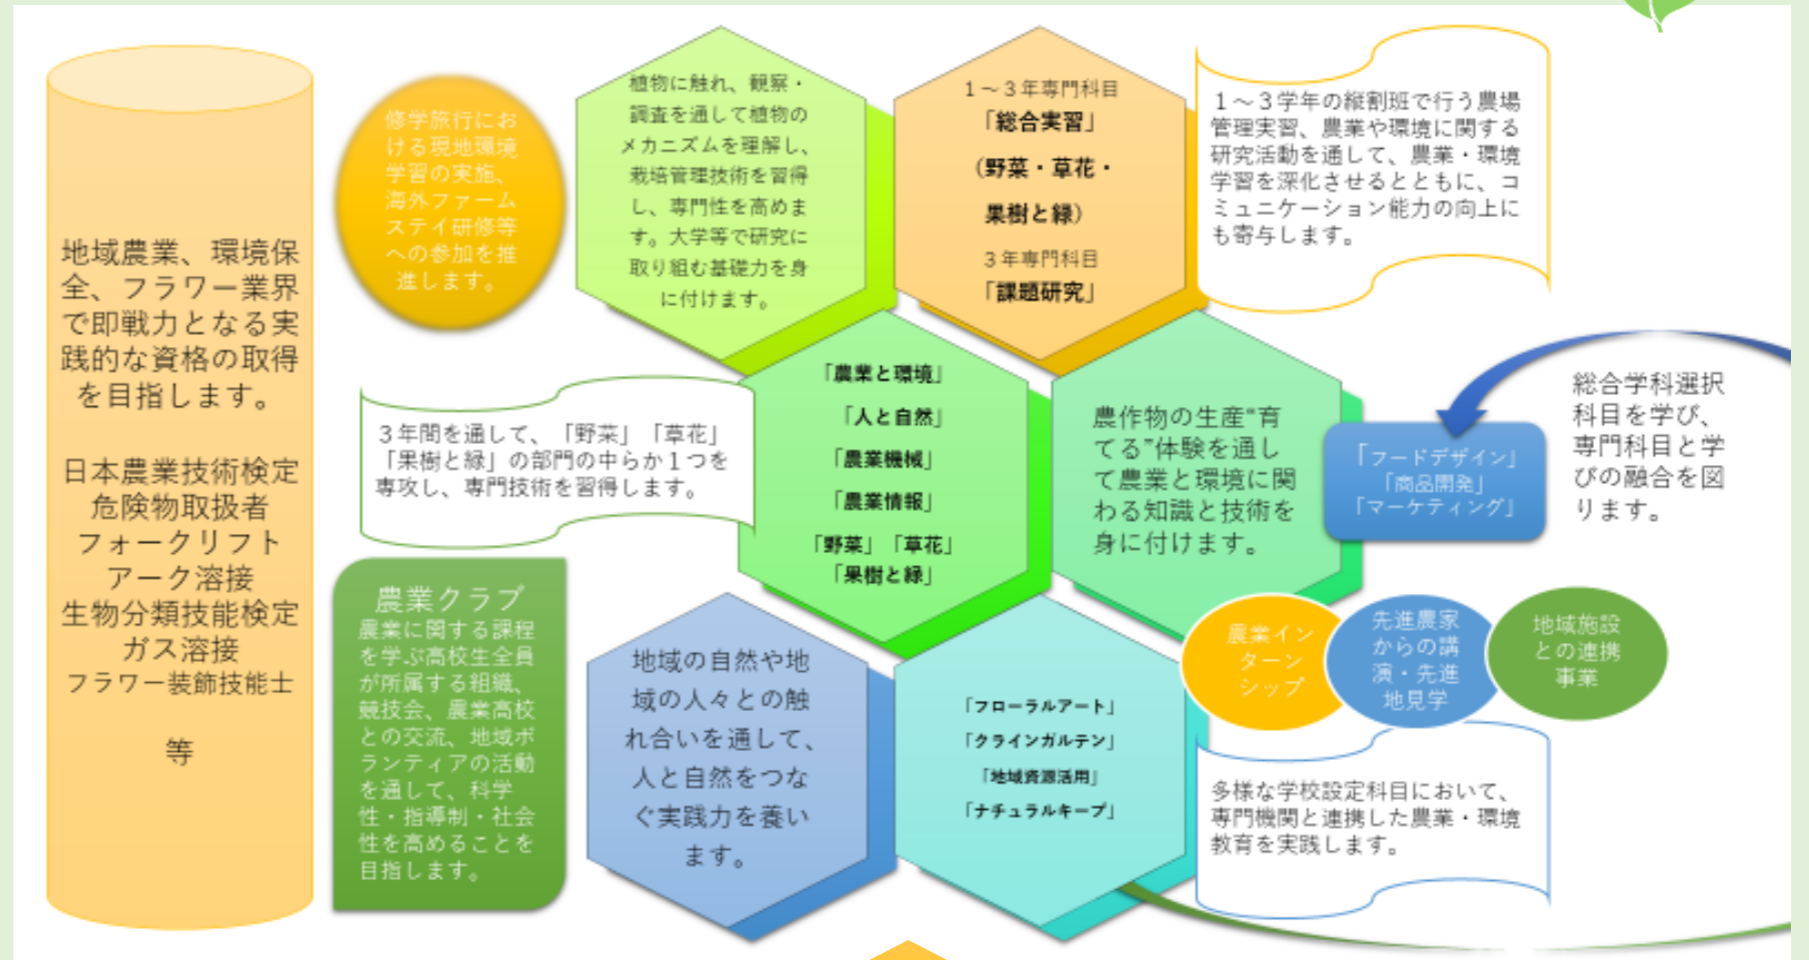 地域農業、環境保
全、フラワー業界
で即戦力となる実
践的な資格の取得
を目指します。
日本農業技術検定
危険物取扱者
フォークリフト
アーク溶接
生物分類技能検定
ガス溶接
フラワー装飾技能士
等
修学旅行にお
ける現地環境
学習の実施、
海外ファーム
ステイ研修等
への参加を推
進します。
植物に触れ、観察・
調査を通して植物の
メカニズムを理解し、
栽培管理技術を習得
し、専門性を高めま
す。大学等で研究に
取り組む基礎力を身
に付けます。
1～3年専門科目
「総合実習」
（野菜・草花・
果樹と緑）
3年専門科目
「課題研究」
1～3学年の縦割班で行う農場
管理実習、農業や環境に関する
研究活動を通して、農業・環境
学習を深化させるとともに、コ
ミュニケーション能力の向上に
も寄与します。
3年間を通して、「野菜」「草花」
「果樹と緑」の部門の中らか1つを
専攻し、専門技術を習得します。
「農業と環境」
「人と自然」
「農業機械」
「農業情報」
「野菜」「草花」
「果樹と緑」
農作物の生産“育
てる”体験を通し
て農業と環境に関
わる知識と技術を
身に付けます。
「フードデザイン」
「商品開発」
「マーケティング」
総合学科選択
科目を学び、
専門科目と学
びの融合を図
ります。
農業クラブ
農業に関する課程
を学ぶ高校生全員
が所属する組織、
競技会、農業高校
との交流、地域ボ
ランティアの活動
を通して、科学
性・指導制・社会
性を高めることを
目指します。
地域の自然や地
域の人々との触
れ合いを通して、
人と自然をつな
ぐ実践力を養い
ます。
「フローラルアート」
「クラインガルテン」
「地域資源活用」
「ナチュラルキープ」
農業イン
ターン
シップ
先進農家
からの講
演・先進
地見学
地域施設
との連携
事業
多様な学校設定科目において、
専門機関と連携した農業・環境
教育を実践します。